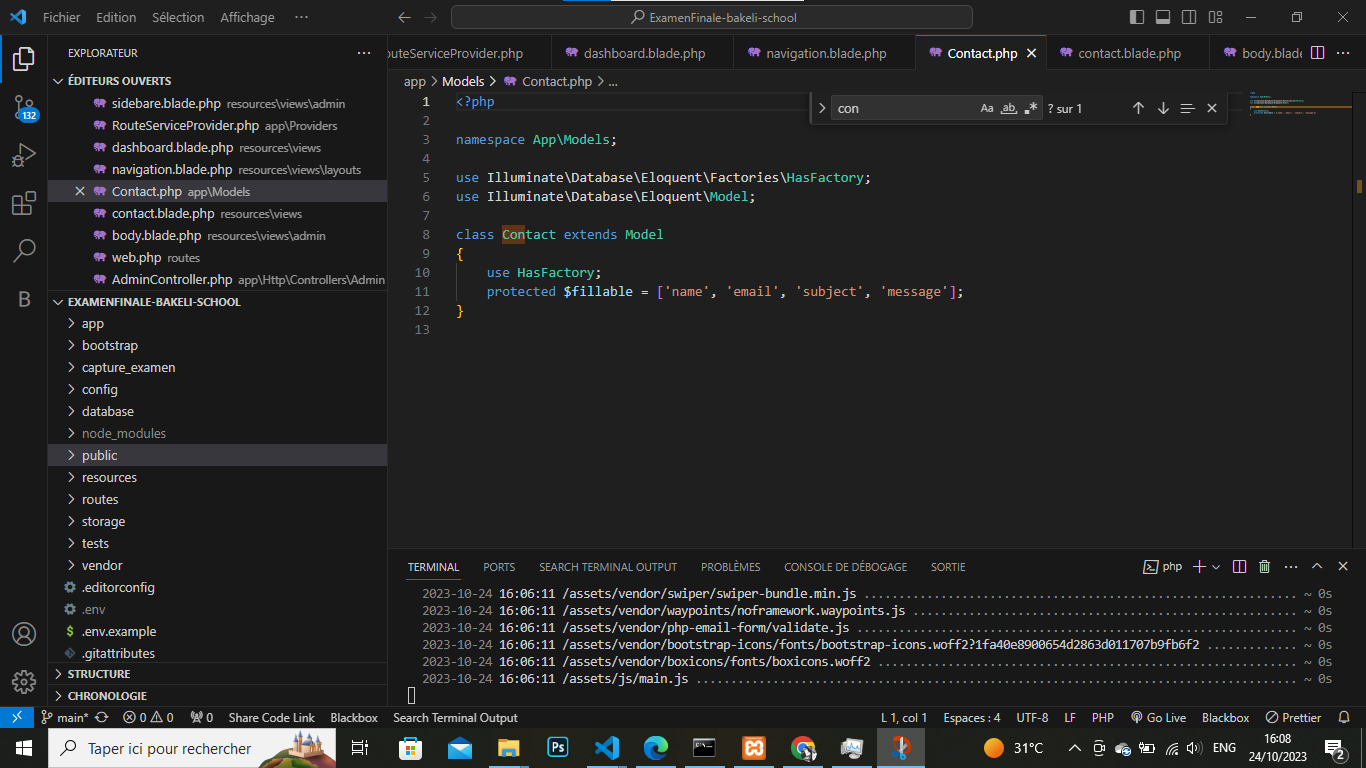 Fichier Edition Sélection Affichage ··· ExamenFinale-bakeli-school
EXPLORATEUR ···
ÉDITEURS OUVERTS
sidebare.blade.php resources\views\admin
RouteServiceProvider.php app\Providers
dashboard.blade.php resources\views
navigation.blade.php resources\views\layouts
Contact.php app\Models
contact.blade.php resources\views
body.blade.php resources\views\admin
web.php routes
AdminController.php app\Http\Controllers\Admin
132
B
EXAMENFINALE-BAKELI-SCHOOL
app
bootstrap
capture_examen
config
database
node_modules
public
resources
routes
storage
tests
vendor
.editorconfig
.env
$ .env.example
.gitattributes
STRUCTURE
CHRONOLOGIE
outeServiceProvider.php dashboard.blade.php navigation.blade.php Contact.php contact.blade.php body.blade
app > Models > Contact.php > ...
con Aa ab .* ? sur 1
1 <?php
2
3 namespace App\Models;
4
5 use Illuminate\Database\Eloquent\Factories\HasFactory;
6 use Illuminate\Database\Eloquent\Model;
7
8 class Contact extends Model
9 {
10 use HasFactory;
11 protected $fillable = ['name', 'email', 'subject', 'message'];
12 }
13
TERMINAL PORTS SEARCH TERMINAL OUTPUT PROBLÈMES CONSOLE DE DÉBOGAGE SORTIE php
2023-10-24 16:06:11 /assets/vendor/swiper/swiper-bundle.min.js ........ ~ 0s
2023-10-24 16:06:11 /assets/vendor/waypoints/noframework.waypoints.js ........ ~ 0s
2023-10-24 16:06:11 /assets/vendor/php-email-form/validate.js ........ ~ 0s
2023-10-24 16:06:11 /assets/vendor/bootstrap-icons/fonts/bootstrap-icons.woff2?1fa40e8900654d2863d011707b9fb6f2 ........ ~ 0s
2023-10-24 16:06:11 /assets/vendor/boxicons/fonts/boxicons.woff2 ........ ~ 0s
2023-10-24 16:06:11 /assets/js/main.js ........ ~ 0s
main* 0 0 0 Share Code Link Blackbox Search Terminal Output L 1, col 1 Espaces : 4 UTF-8 LF PHP Go Live Blackbox Prettier
Taper ici pour rechercher Ps 31°C ENG 16:08
24/10/2023 2